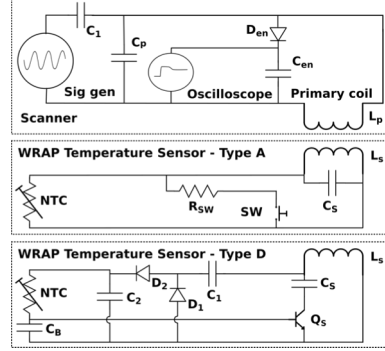 C1
Cp
Den
Cen
Sig gen
Oscilloscope
Primary coil
Scanner
Lp
WRAP Temperature Sensor - Type A
Ls
NTC
RSW
SW
CS
WRAP Temperature Sensor - Type D
Ls
NTC
D2
C1
CS
C2
D1
QS
CB